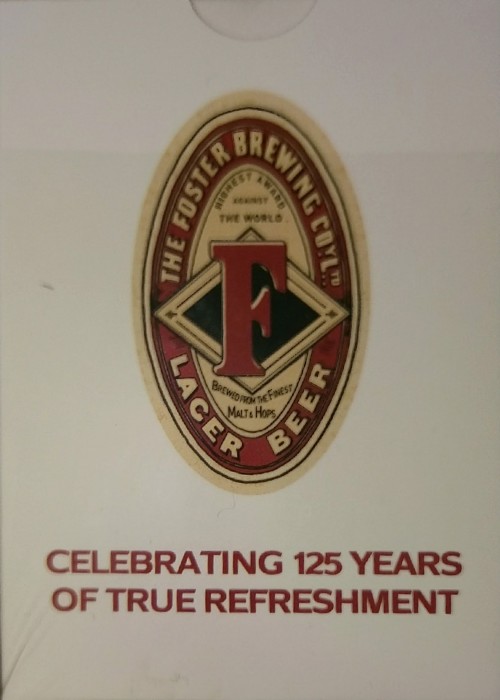 THE FOSTER BREWING CO'Y. LTD
HIGHEST AWARD
AGAINST
THE WORLD.
F
BREWED FROM THE FINEST
MALT & HOPS
LAGER BEER
CELEBRATING 125 YEARS
OF TRUE REFRESHMENT